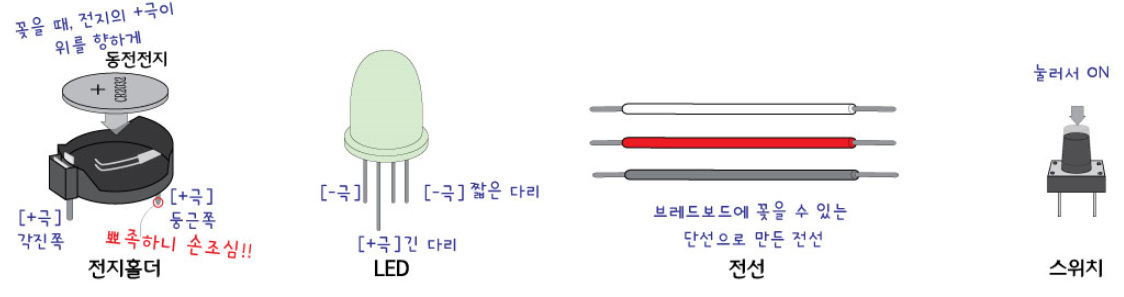 꽂을 때, 전지의 +극이
위를 향하게
동전전지
+
CR2032
[+극]
각진쪽
[+극]
둥근쪽
뾰족하니 손조심!!
전지홀더
[-극]
[-극] 짧은 다리
[+극]긴 다리
LED
브레드보드에 꽂을 수 있는
단선으로 만든 전선
전선
눌러서 ON
스위치